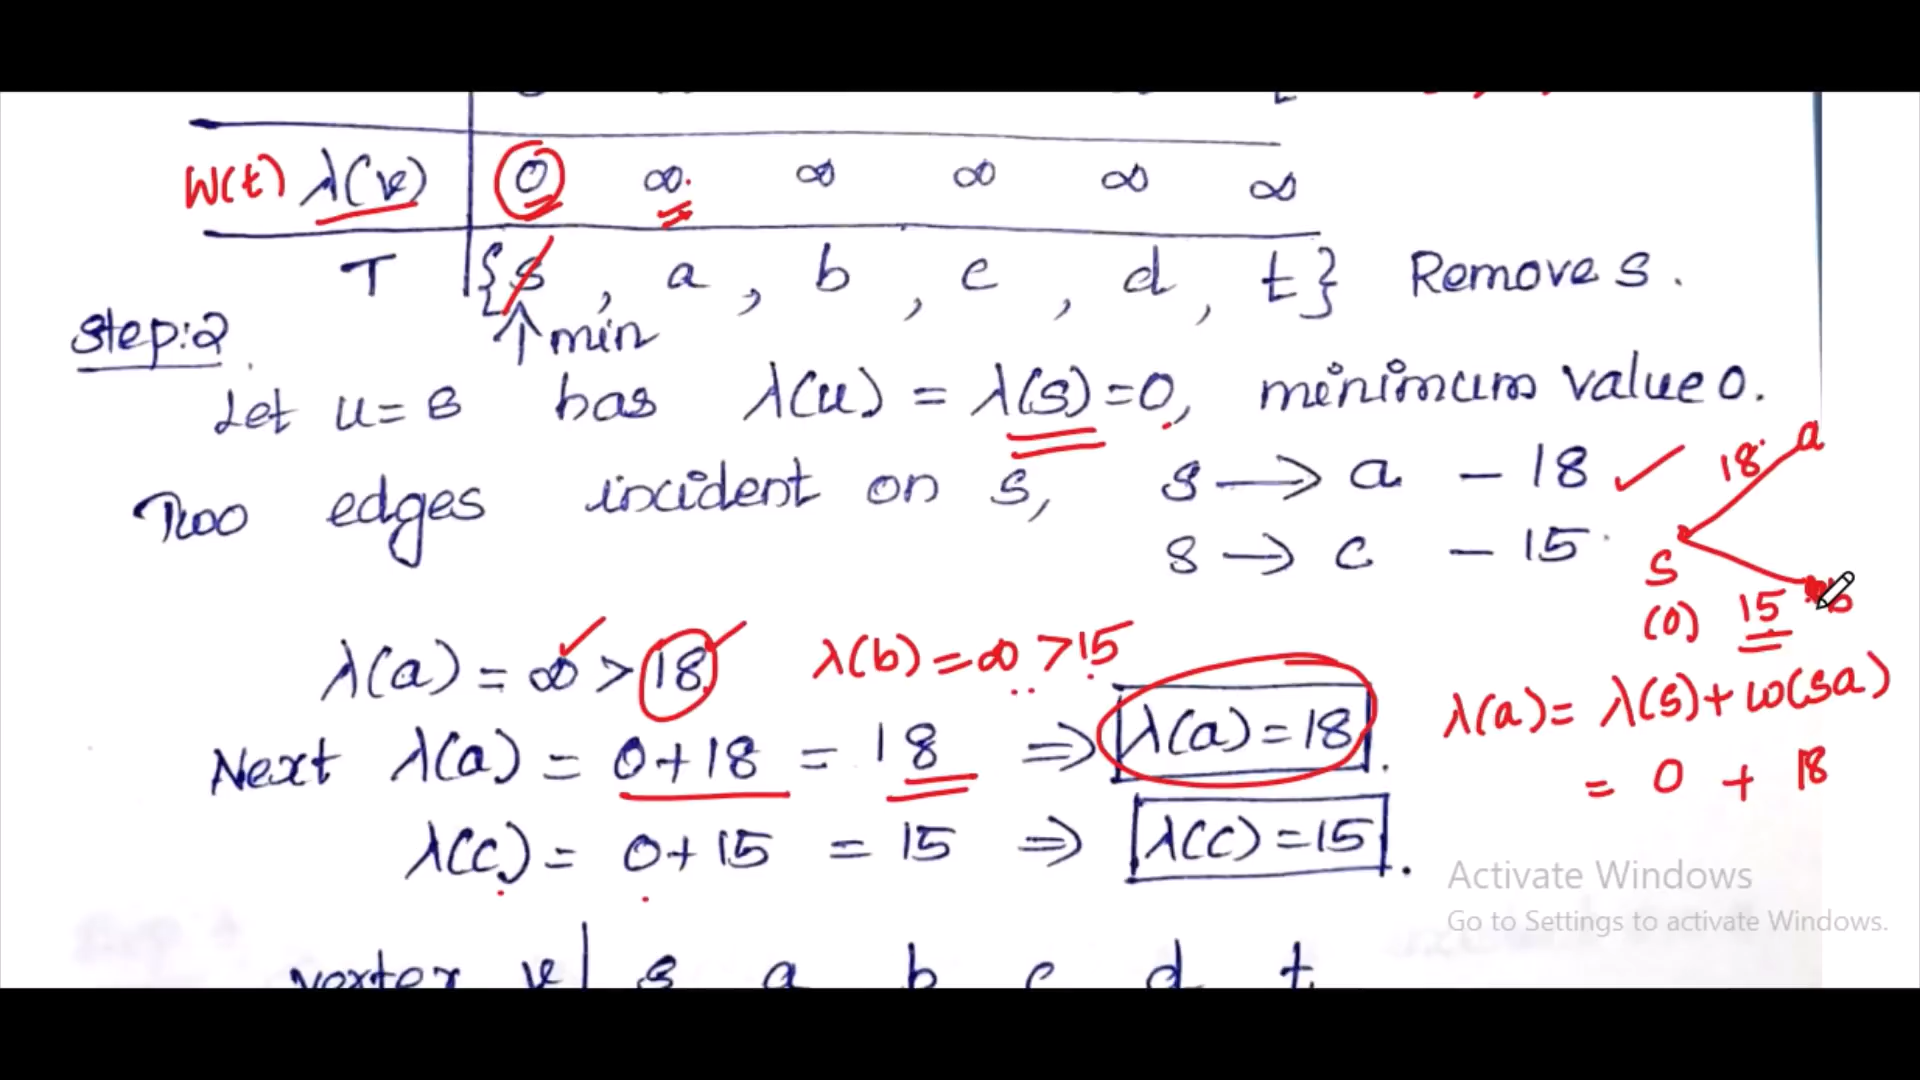 W(t) λ(v) 0 ∞ ∞ ∞ ∞ ∞
T {s, a, b, c, d, t} Remove s.
Step:2 ↑min
Let u=s has λ(u) = λ(s)=0, minimum value 0.
Two edges incident on s, s → a - 18 ✓
s → c - 15
18 a
S
(0) 15
λ(a) = ∞ > 18 λ(b) = ∞ > 15
Next λ(a) = 0+18 = 18 ⇒ λ(a)=18.
λ(a) = λ(s) + w(sa)
= 0 + 18
λ(c) = 0+15 = 15 ⇒ λ(c)=15.
Activate Windows
Go to Settings to activate Windows.
vertex v s a b c d t